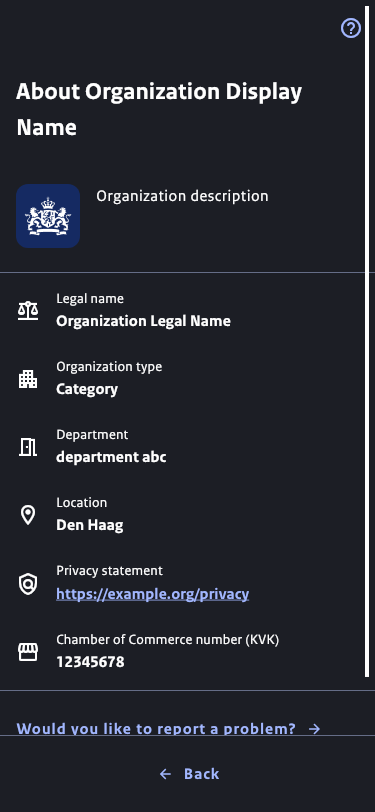 About Organization Display
Name
Organization description
Legal name
Organization Legal Name
Organization type
Category
Department
department abc
Location
Den Haag
Privacy statement
https://example.org/privacy
Chamber of Commerce number (KVK)
12345678
Would you like to report a problem?
Back